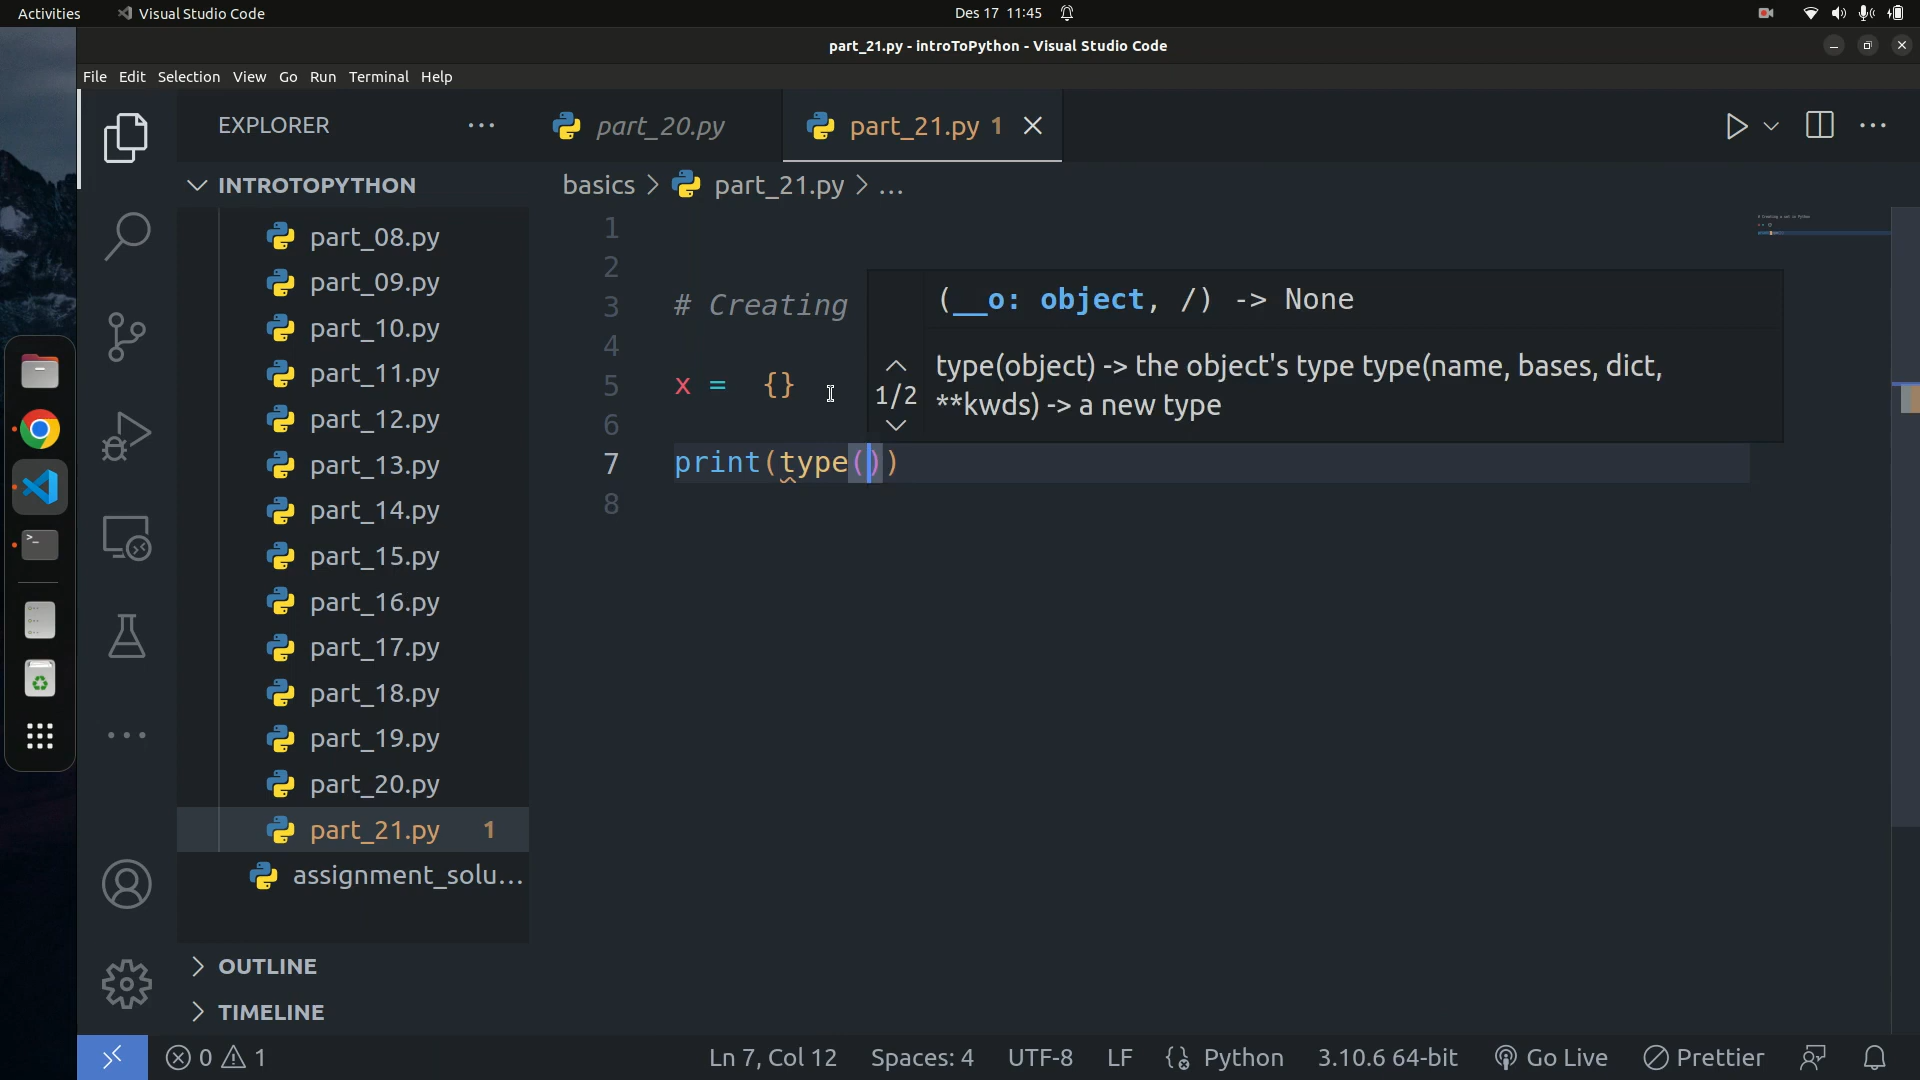 Activities
Visual Studio Code
Des 17 11:45
part_21.py - introToPython - Visual Studio Code
File Edit Selection View Go Run Terminal Help
EXPLORER
part_20.py
part_21.py 1
INTROTOPYTHON
basics > part_21.py > ...
part_08.py
part_09.py
part_10.py
part_11.py
part_12.py
part_13.py
part_14.py
part_15.py
part_16.py
part_17.py
part_18.py
part_19.py
part_20.py
part_21.py 1
assignment_solu...
OUTLINE
TIMELINE
1
2
3 # Creating
4
5 x = {}
6
7 print(type())
8
(__o: object, /) -> None
1/2
type(object) -> the object's type type(name, bases, dict,
**kwds) -> a new type
0 1
Ln 7, Col 12
Spaces: 4
UTF-8
LF
Python
3.10.6 64-bit
Go Live
Prettier